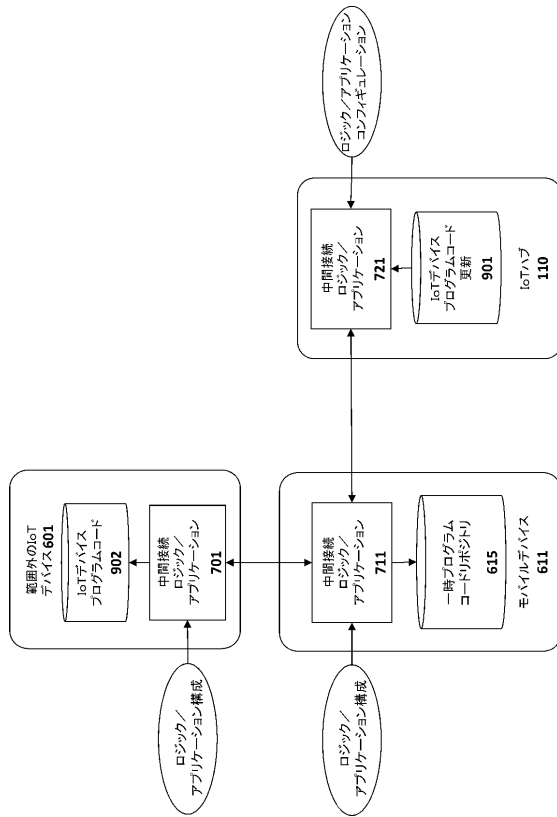 範囲外のIoT
デバイス601
IoTデバイス
プログラムコード
902
中間接続
ロジック/
アプリケーション
701
ロジック/
アプリケーション構成
中間接続
ロジック/
アプリケーション
711
一時プログラム
コードリポジトリ
615
モバイルデバイス
611
ロジック/
アプリケーション構成
中間接続
ロジック/
アプリケーション
721
IoTデバイス
プログラムコード
更新
901
IoTハブ
110
ロジック/アプリケーション
コンフィギュレーション